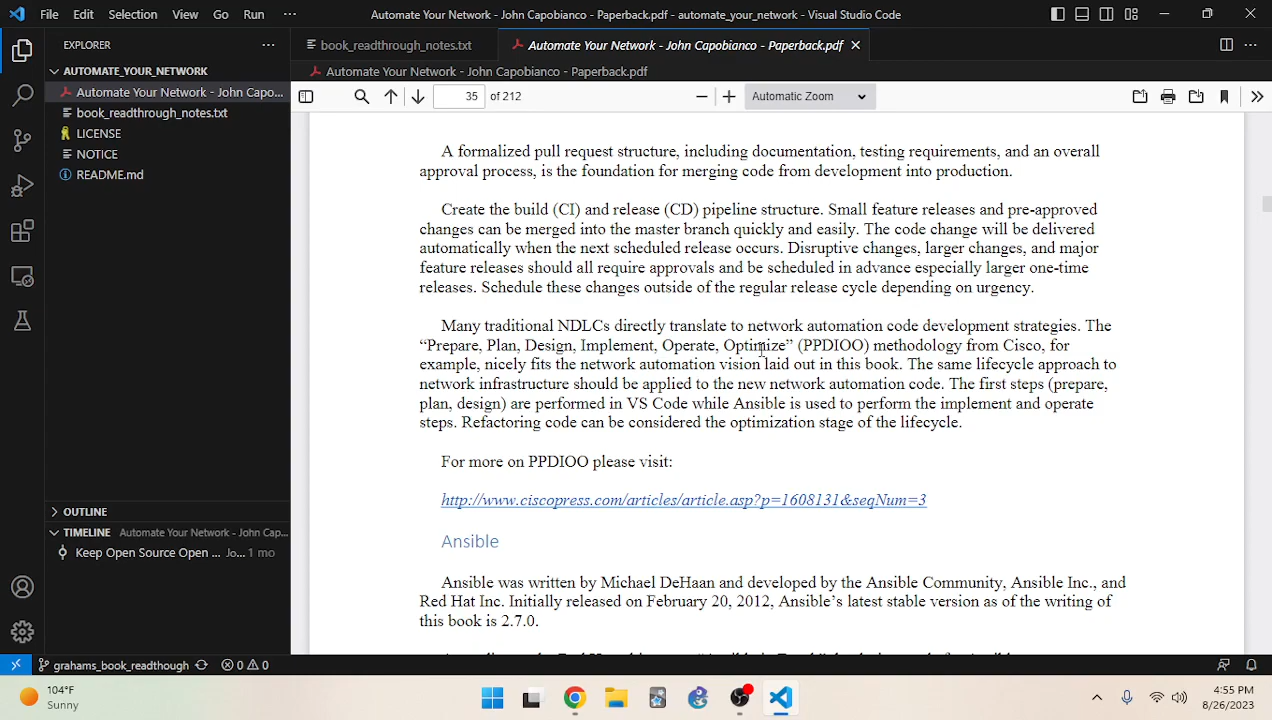 File Edit Selection View Go Run ··· Automate Your Network - John Capobianco - Paperback.pdf - automate_your_network - Visual Studio Code
EXPLORER ···
book_readthrough_notes.txt
Automate Your Network - John Capobianco - Paperback.pdf
AUTOMATE_YOUR_NETWORK
Automate Your Network - John Capo...
book_readthrough_notes.txt
LICENSE
NOTICE
README.md
OUTLINE
TIMELINE Automate Your Network - John Cap...
Keep Open Source Open ... Jo... 1 mo
Automate Your Network - John Capobianco - Paperback.pdf
35 of 212 Automatic Zoom
A formalized pull request structure, including documentation, testing requirements, and an overall
approval process, is the foundation for merging code from development into production.
Create the build (CI) and release (CD) pipeline structure. Small feature releases and pre-approved
changes can be merged into the master branch quickly and easily. The code change will be delivered
automatically when the next scheduled release occurs. Disruptive changes, larger changes, and major
feature releases should all require approvals and be scheduled in advance especially larger one-time
releases. Schedule these changes outside of the regular release cycle depending on urgency.
Many traditional NDLCs directly translate to network automation code development strategies. The
“Prepare, Plan, Design, Implement, Operate, Optimize” (PPDIOO) methodology from Cisco, for
example, nicely fits the network automation vision laid out in this book. The same lifecycle approach to
network infrastructure should be applied to the new network automation code. The first steps (prepare,
plan, design) are performed in VS Code while Ansible is used to perform the implement and operate
steps. Refactoring code can be considered the optimization stage of the lifecycle.
For more on PPDIOO please visit:
http://www.ciscopress.com/articles/article.asp?p=1608131&seqNum=3
Ansible
Ansible was written by Michael DeHaan and developed by the Ansible Community, Ansible Inc., and
Red Hat Inc. Initially released on February 20, 2012, Ansible’s latest stable version as of the writing of
this book is 2.7.0.
grahams_book_readthough 0 0
104°F
Sunny
4:55 PM
8/26/2023